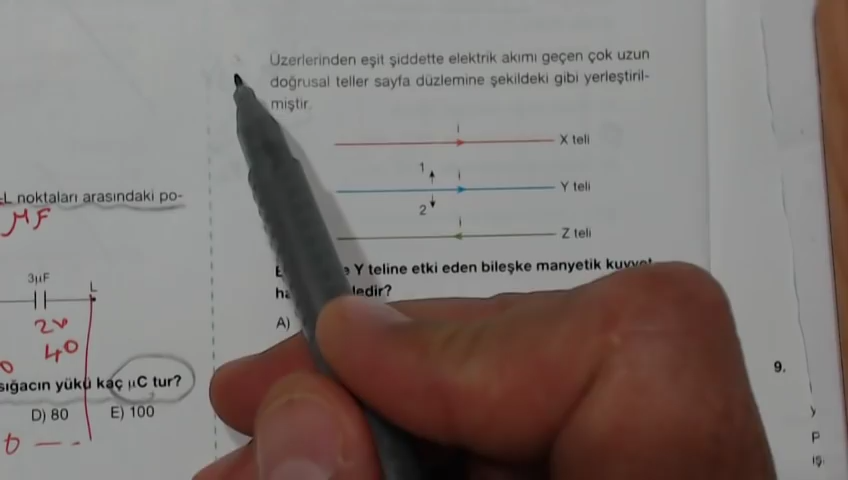 Üzerlerinden eşit şiddette elektrik akımı geçen çok uzun
doğrusal teller sayfa düzlemine şekildeki gibi yerleştiril-
miştir.
i
X teli
1
i
Y teli
2
i
Z teli
Y teline etki eden bileşke manyetik kuvvet
A)
L noktaları arasındaki po-
μF
3μF
L
2v
40
sığacın yükü kaç μC tur?
D) 80 E) 100
9.
y
P
iş